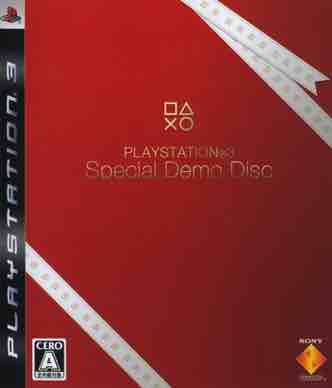 PLAYSTATION®3
Special Demo Disc
PLAYSTATION 3
CERO
A
SONY